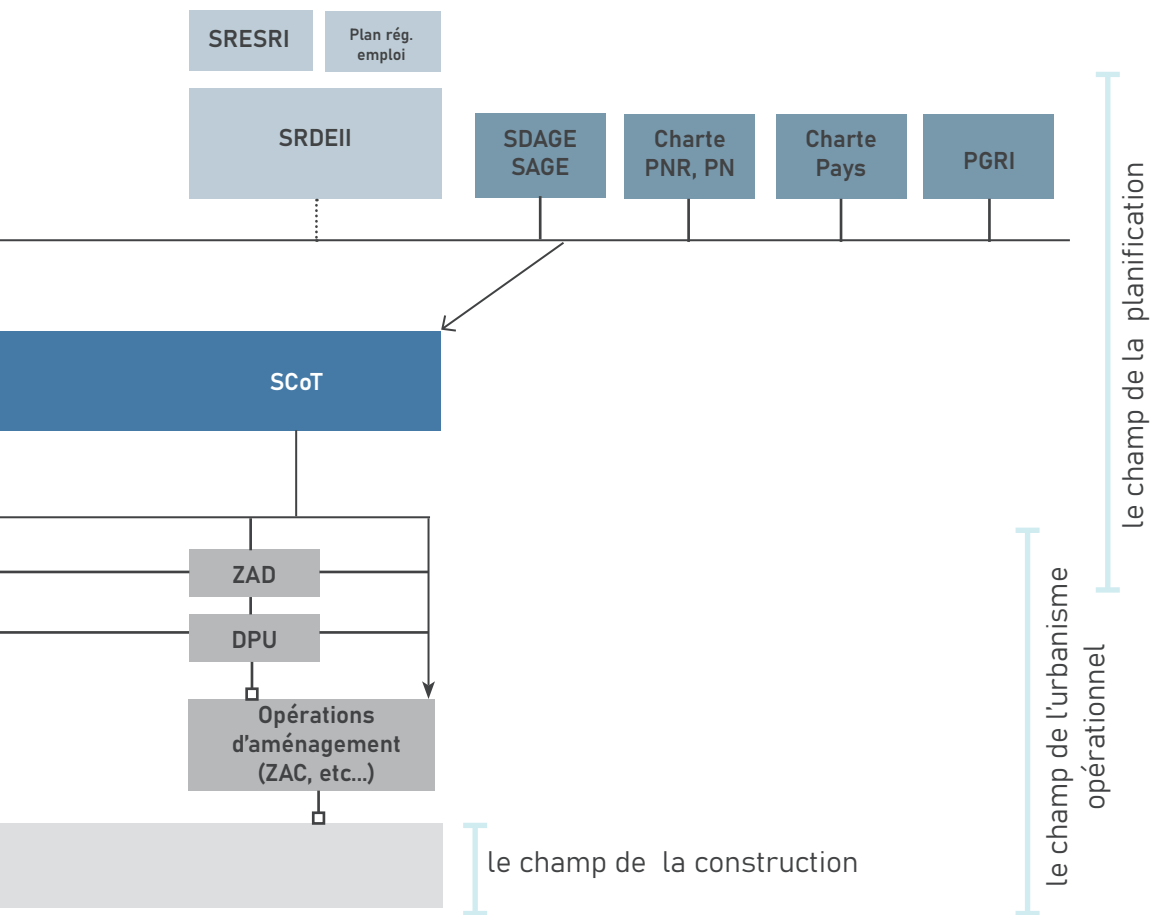 SRESRI
Plan rég.
emploi
SRDEII
SDAGE
SAGE
Charte
PNR, PN
Charte
Pays
PGRI
le champ de la planification
SCoT
ZAD
DPU
Opérations
d'aménagement
(ZAC, etc...)
le champ de l'urbanisme
opérationnel
le champ de la construction